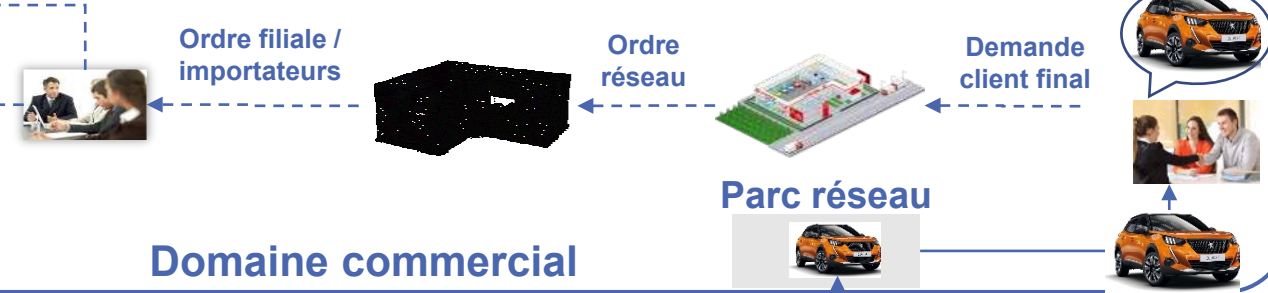 Ordre filiale /
importateurs
Ordre
réseau
Demande
client final
Parc réseau
Domaine commercial